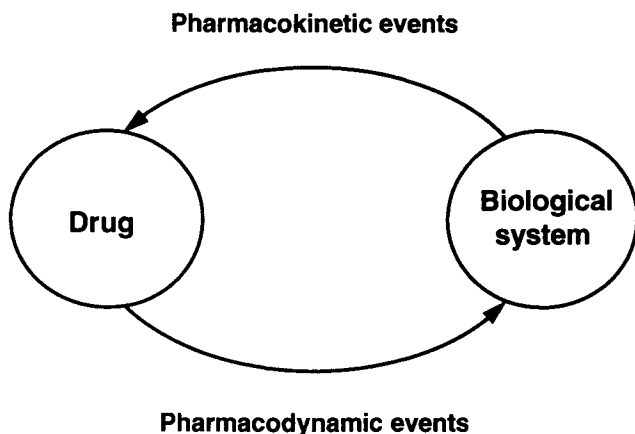 Pharmacokinetic events
Drug
Biological
system
Pharmacodynamic events